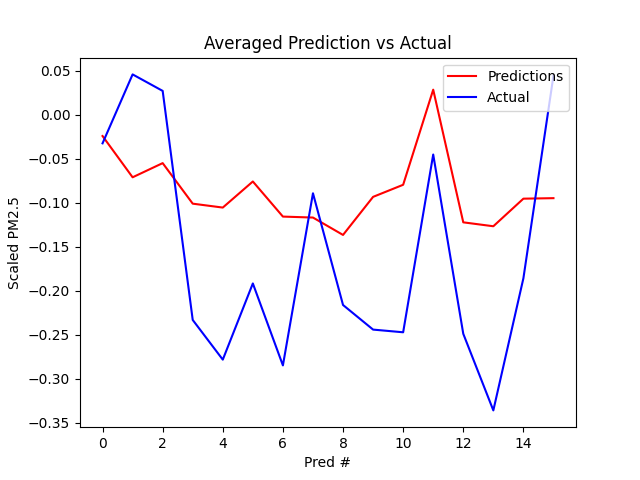 Averaged Prediction vs Actual
Predictions
Actual
0.05
0.00
−0.05
−0.10
−0.15
−0.20
−0.25
−0.30
−0.35
Scaled PM2.5
0 2 4 6 8 10 12 14
Pred #